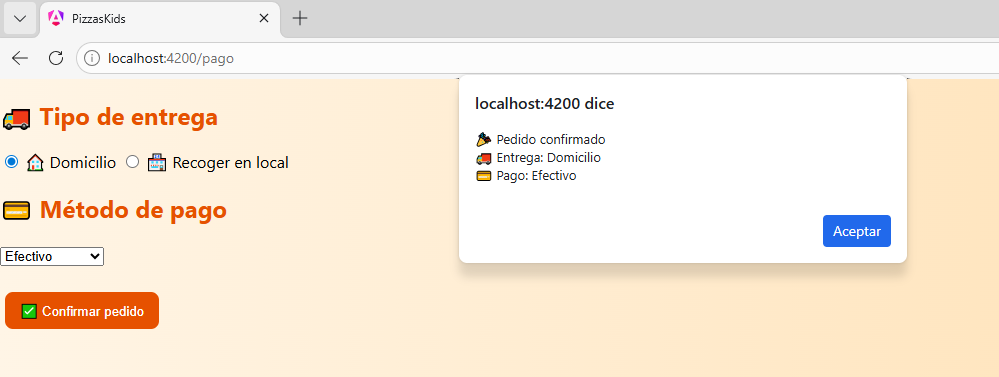 PizzasKids
localhost:4200/pago
localhost:4200 dice
🎉 Pedido confirmado
🚚 Entrega: Domicilio
💳 Pago: Efectivo
Aceptar
🚚 Tipo de entrega
🏠 Domicilio 🏪 Recoger en local
💳 Método de pago
Efectivo
✅ Confirmar pedido